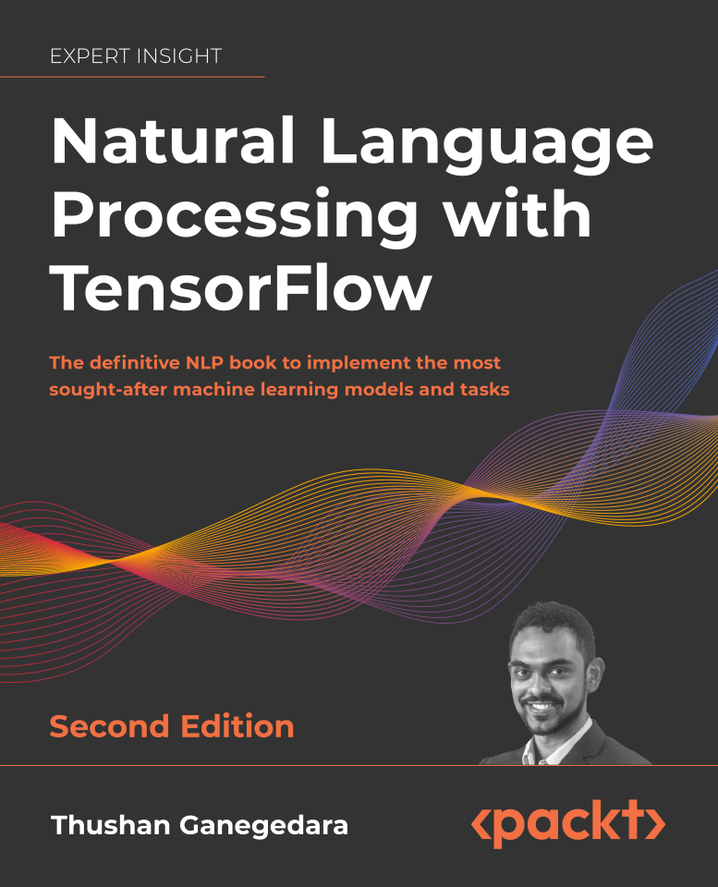 EXPERT INSIGHT
Natural Language
Processing with
TensorFlow
The definitive NLP book to implement the most
sought-after machine learning models and tasks
Second Edition
Thushan Ganegedara
<packt>